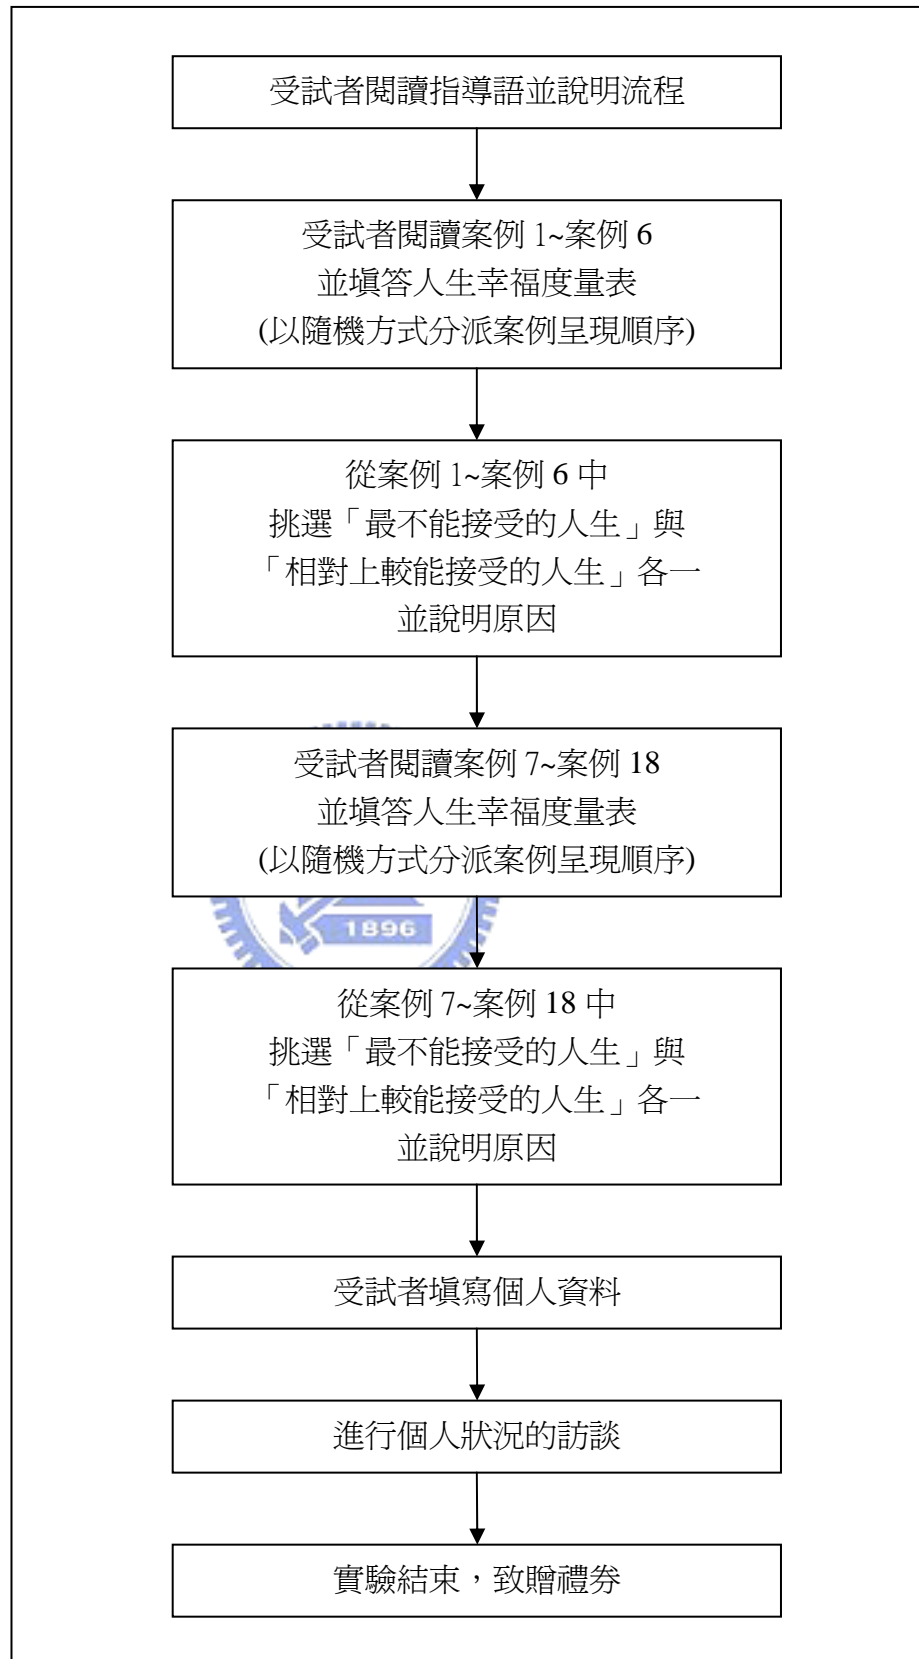 受試者閱讀指導語並說明流程
受試者閱讀案例 1~案例 6
並填答人生幸福度量表
(以隨機方式分派案例呈現順序)
從案例 1~案例 6 中
挑選「最不能接受的人生」與
「相對上較能接受的人生」各一
並說明原因
受試者閱讀案例 7~案例 18
並填答人生幸福度量表
(以隨機方式分派案例呈現順序)
1896
從案例 7~案例 18 中
挑選「最不能接受的人生」與
「相對上較能接受的人生」各一
並說明原因
受試者填寫個人資料
進行個人狀況的訪談
實驗結束，致贈禮券